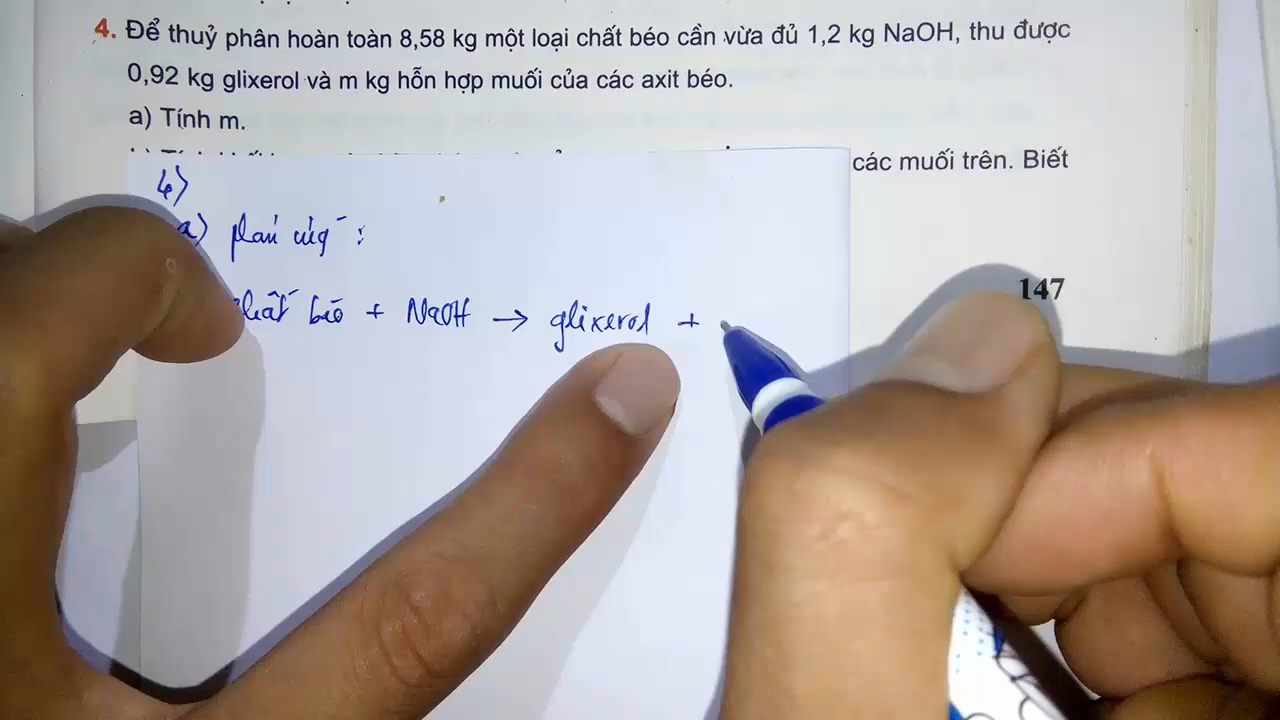 4. Để thuỷ phân hoàn toàn 8,58 kg một loại chất béo cần vừa đủ 1,2 kg NaOH, thu được
0,92 kg glixerol và m kg hỗn hợp muối của các axit béo.
a) Tính m.
các muối trên. Biết
4)
a) phản ứng :
chất béo + NaOH → glixerol +
147